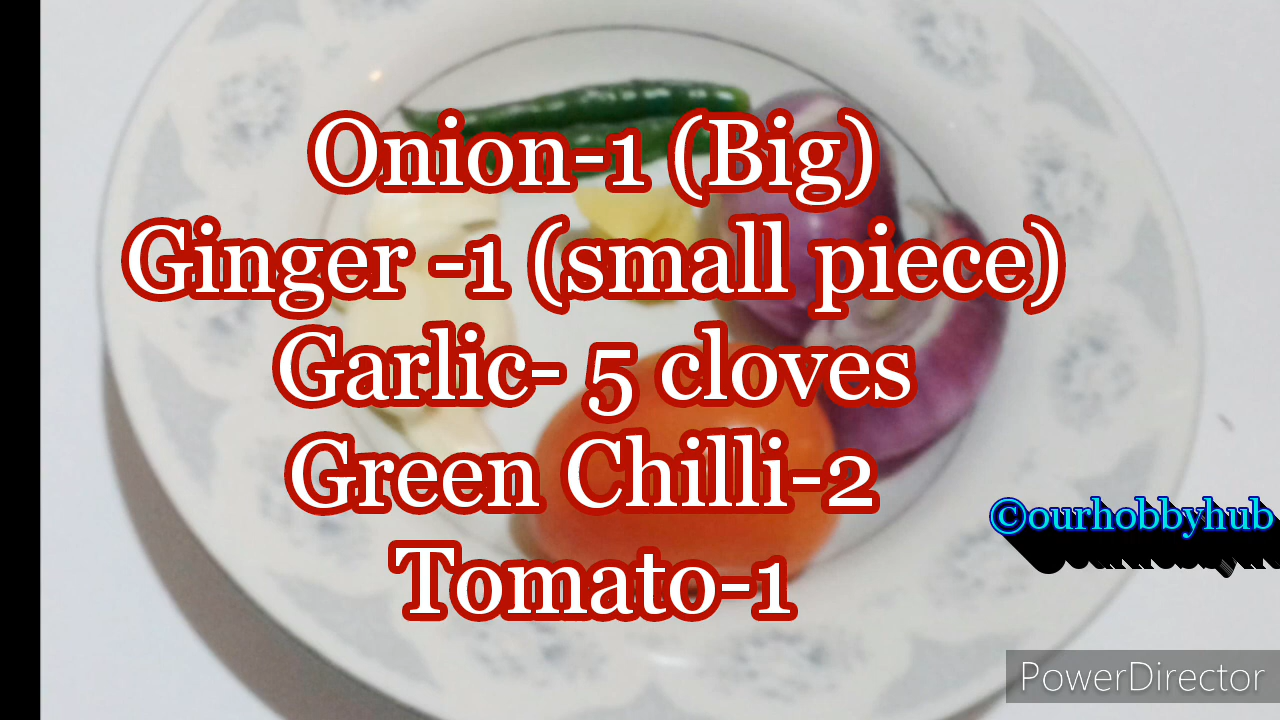 Onion-1 (Big)
Ginger -1 (small piece)
Garlic- 5 cloves
Green Chilli-2
Tomato-1
©ourhobbyhub
PowerDirector